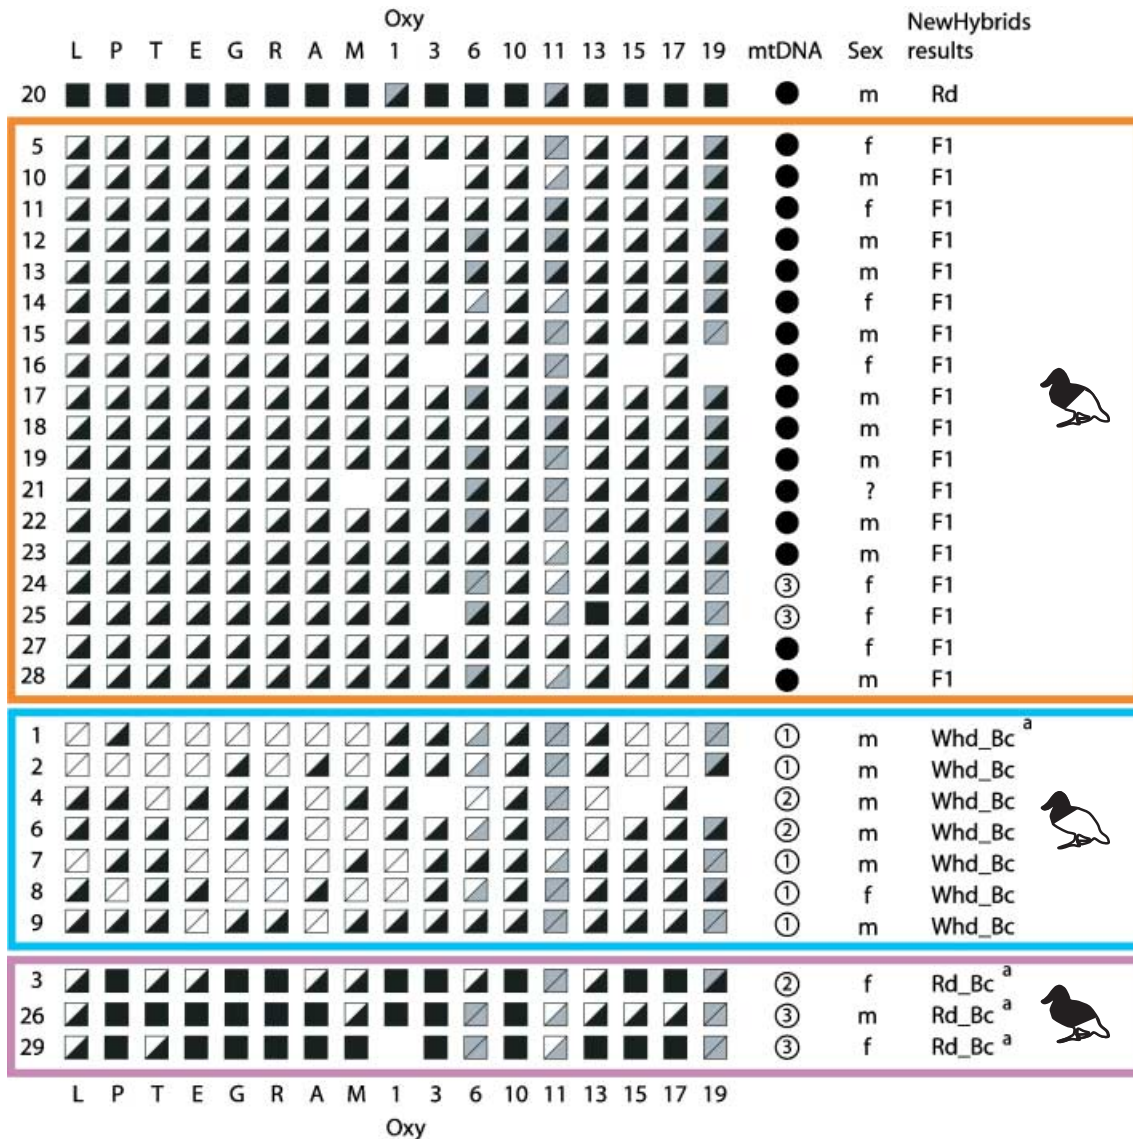 Oxy
NewHybrids
L P T E G R A M 1 3 6 10 11 13 15 17 19 mtDNA Sex results
20 m Rd
5 f F1
10 m F1
11 f F1
12 m F1
13 m F1
14 f F1
15 m F1
16 f F1
17 m F1
18 m F1
19 m F1
21 ? F1
22 m F1
23 m F1
24 3 f F1
25 3 f F1
27 f F1
28 m F1
1 1 m Whd_Bc a
2 1 m Whd_Bc
4 2 m Whd_Bc
6 2 m Whd_Bc
7 1 m Whd_Bc
8 1 f Whd_Bc
9 1 m Whd_Bc
3 2 f Rd_Bc a
26 3 m Rd_Bc a
29 3 f Rd_Bc a
L P T E G R A M 1 3 6 10 11 13 15 17 19
Oxy